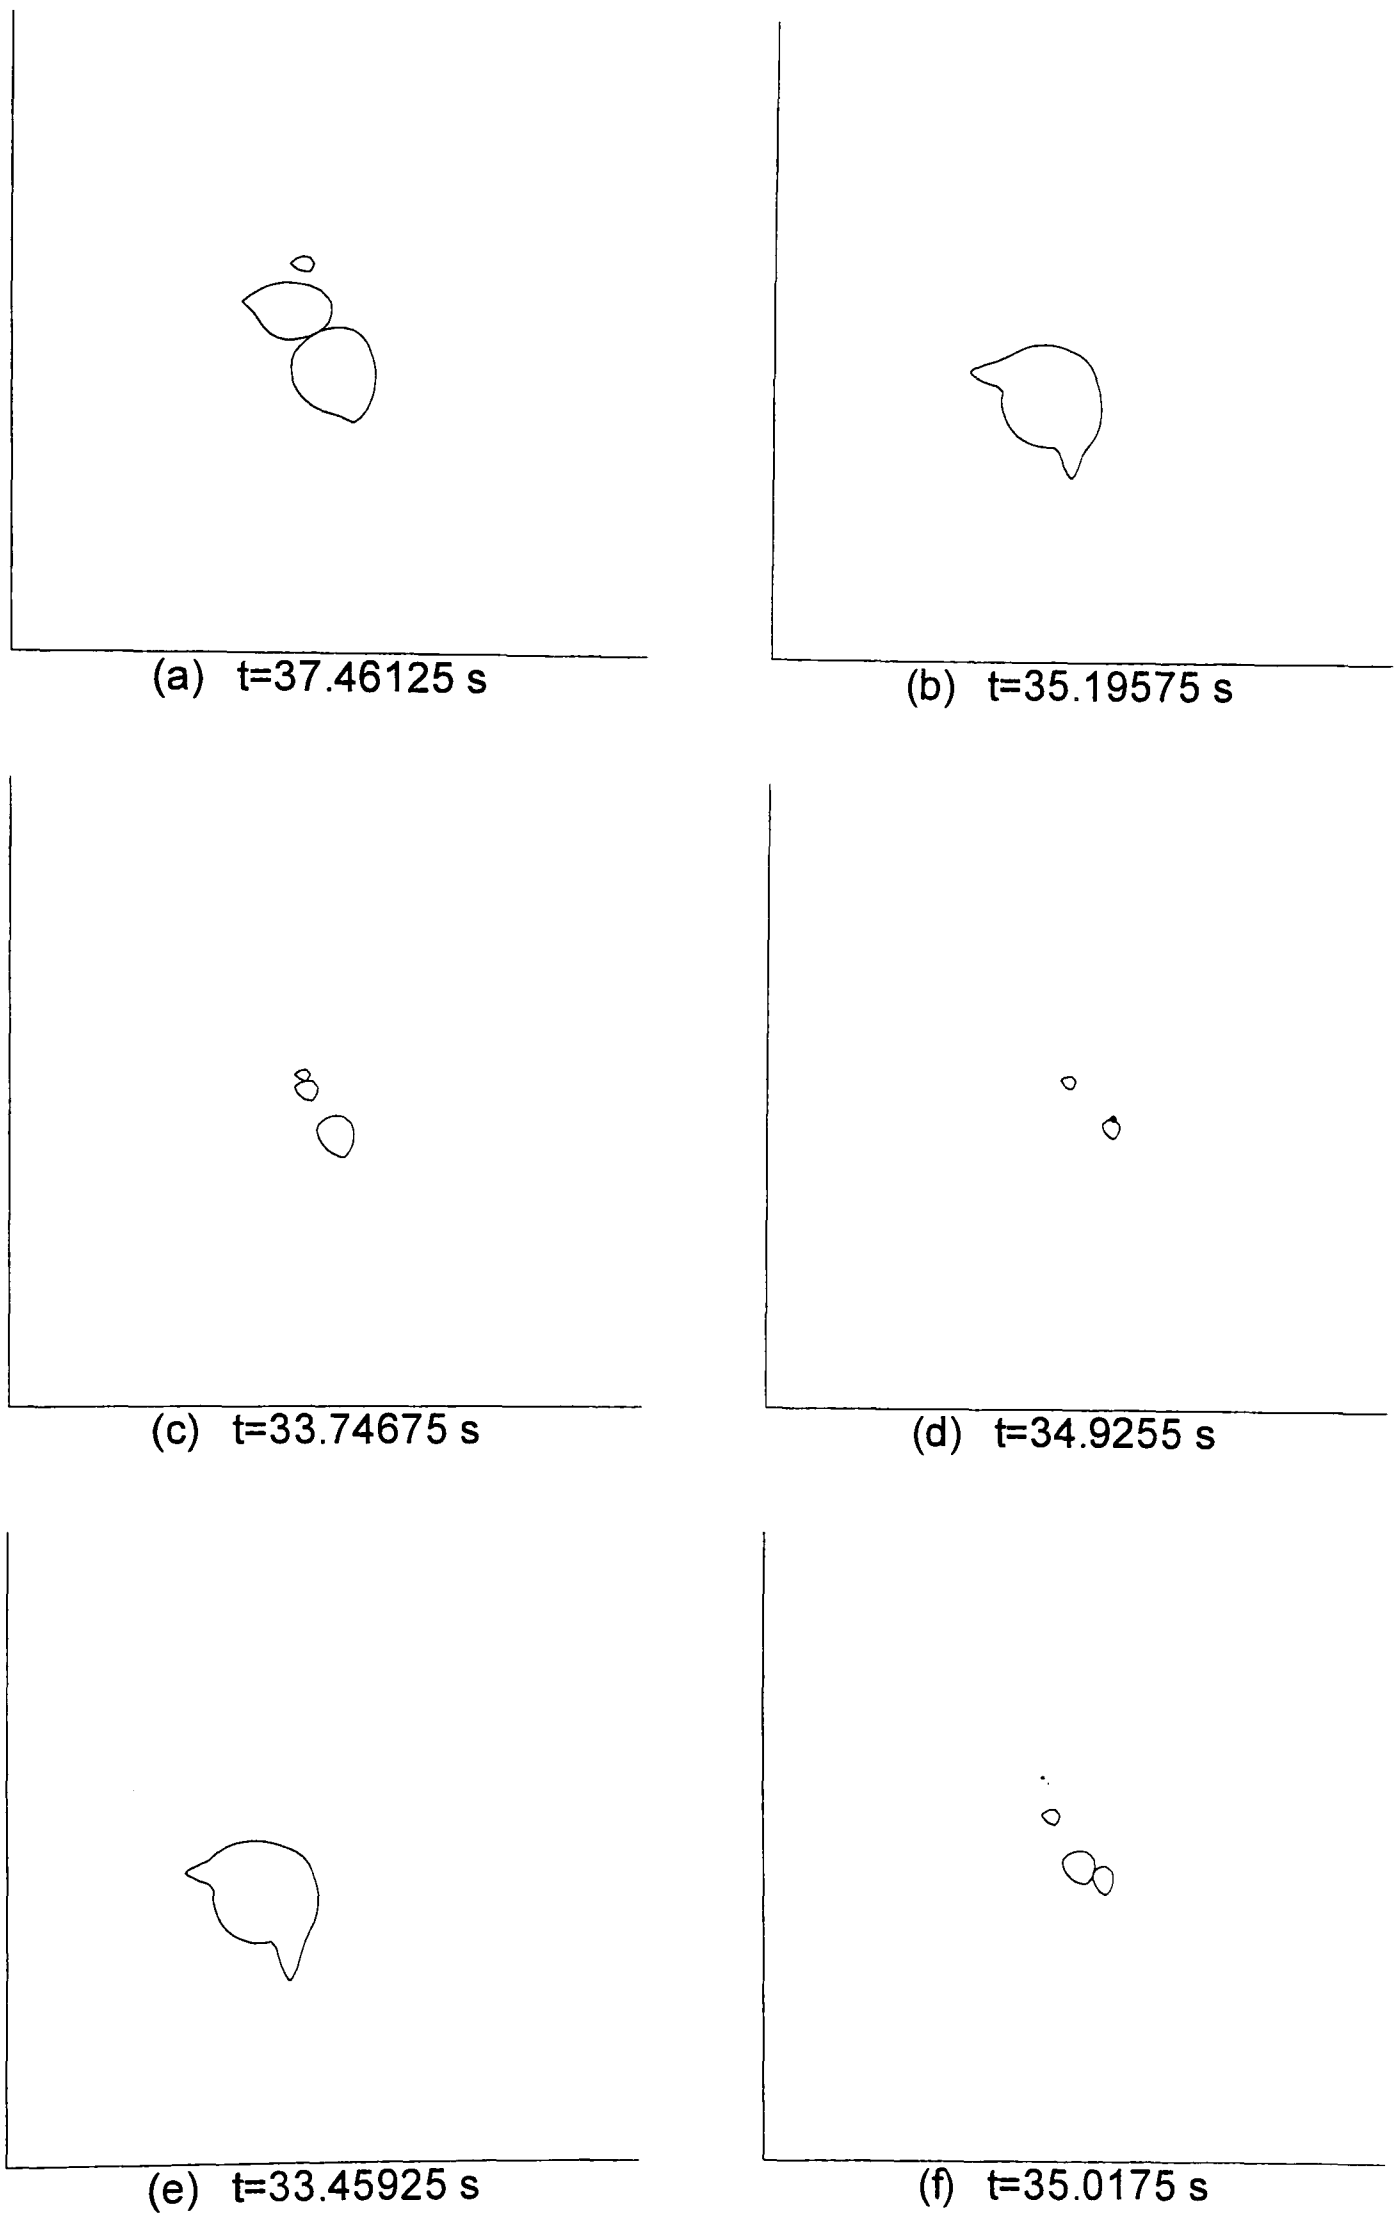 (a) t=37.46125 s
(b) t=35.19575 s
(c) t=33.74675 s
(d) t=34.9255 s
(e) t=33.45925 s
(f) t=35.0175 s